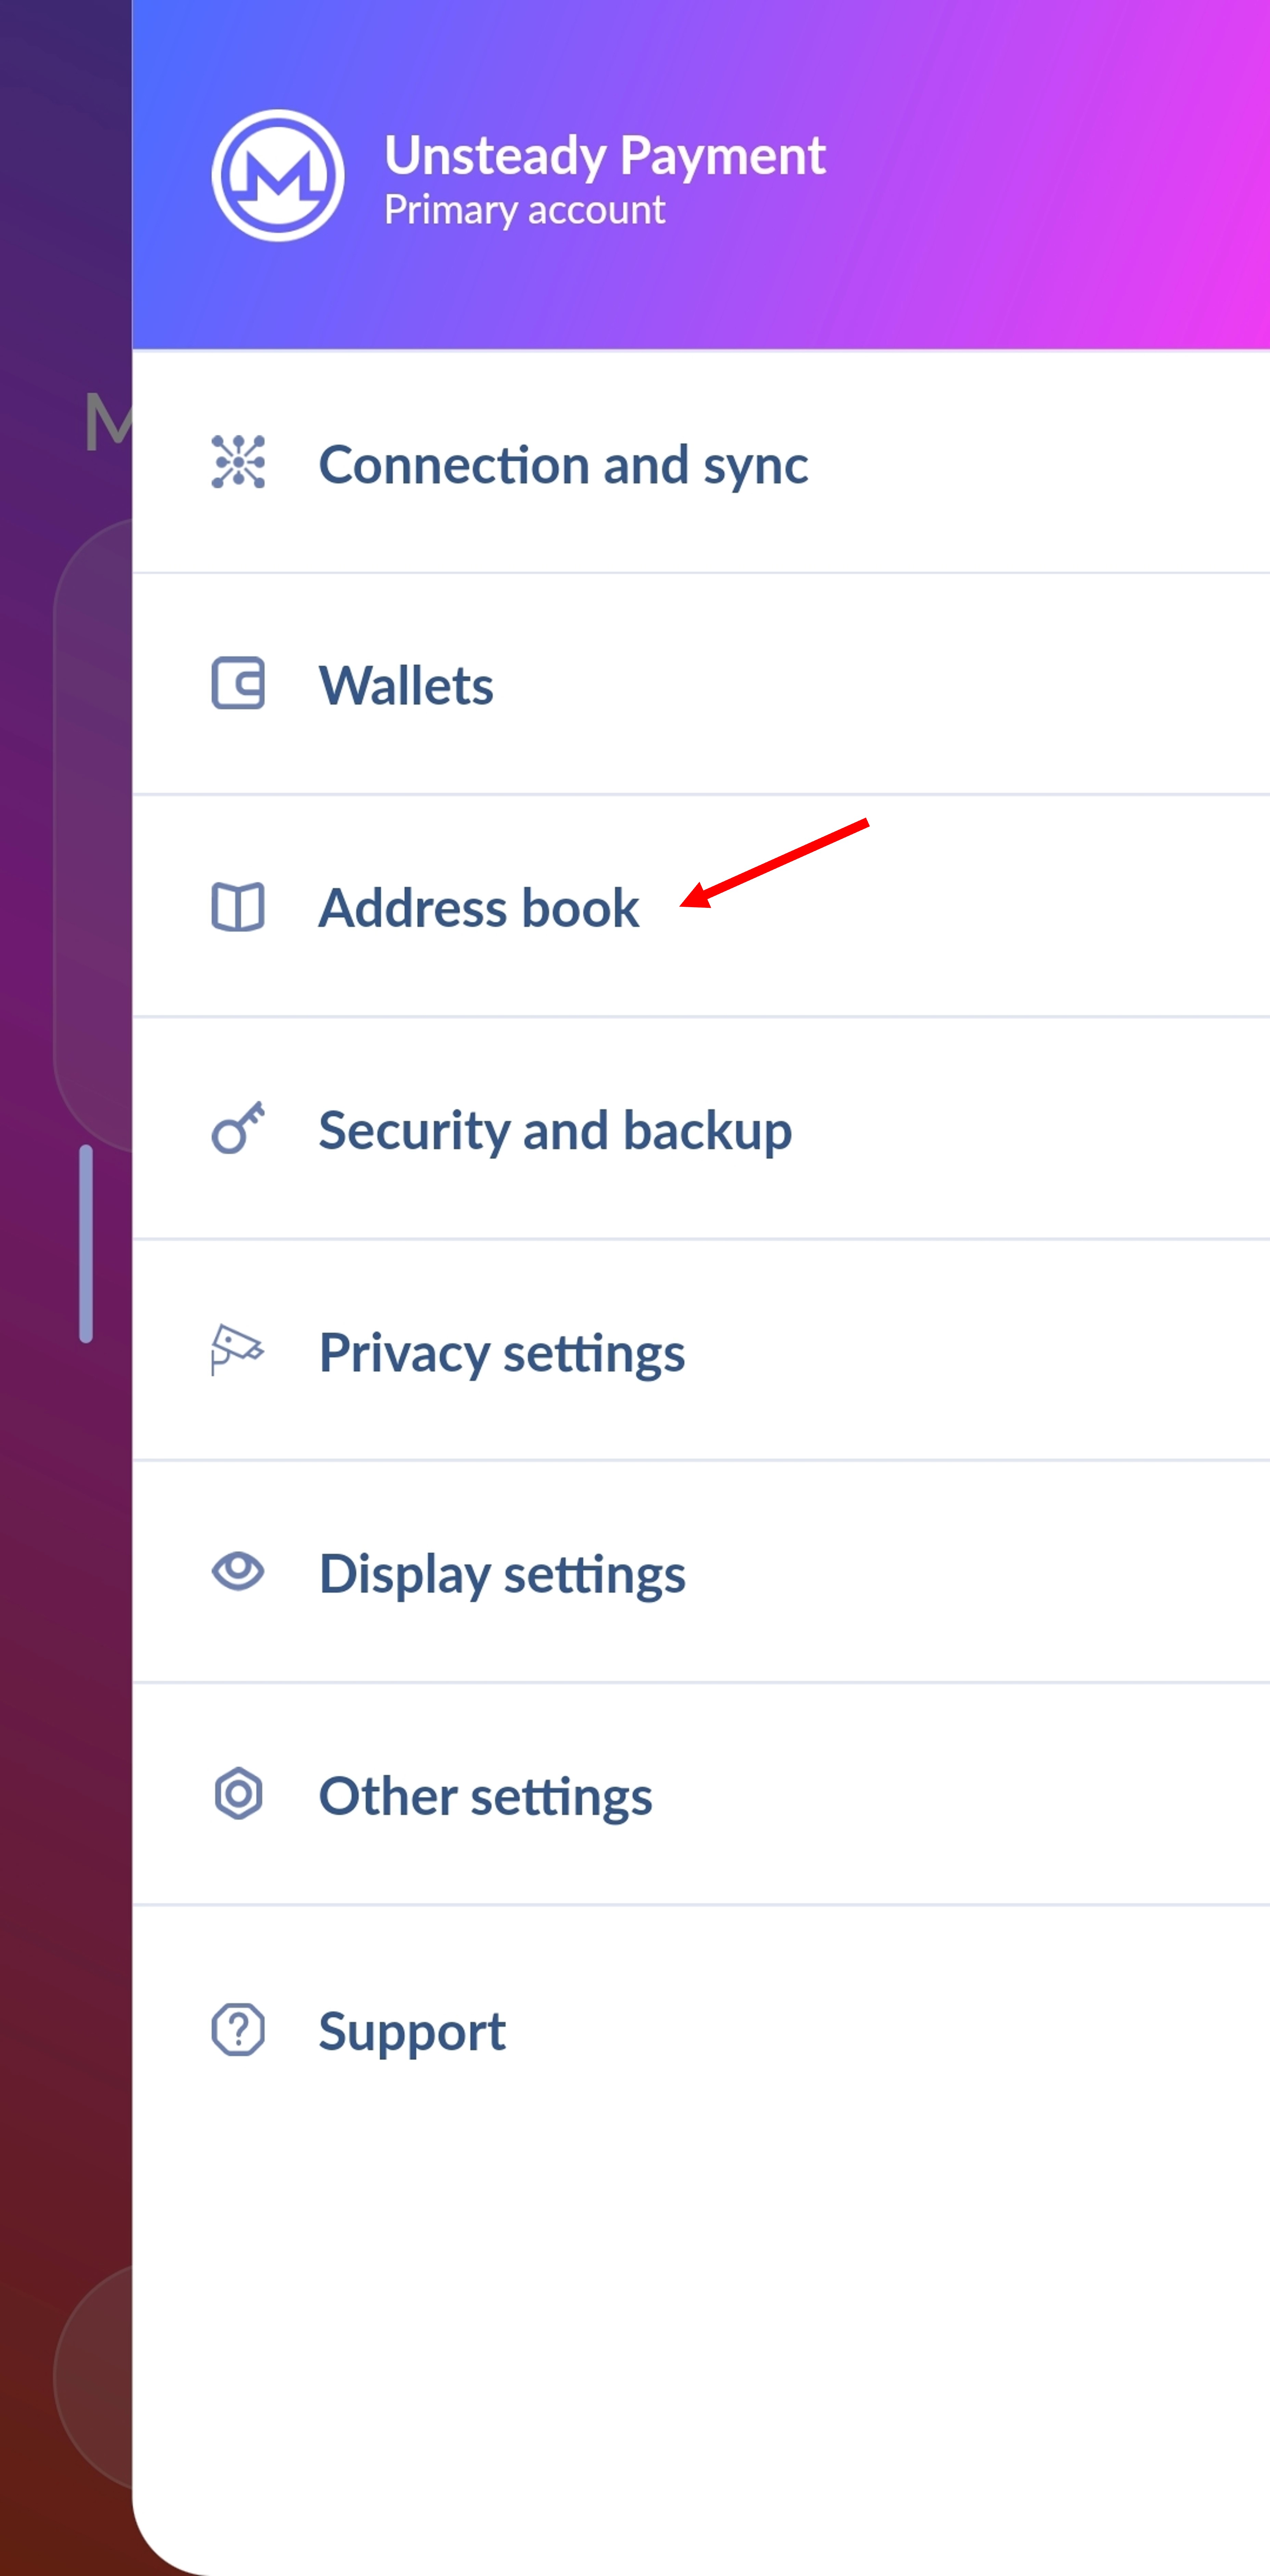 Unsteady Payment
Primary account
M
Connection and sync
Wallets
Address book
Security and backup
Privacy settings
Display settings
Other settings
Support